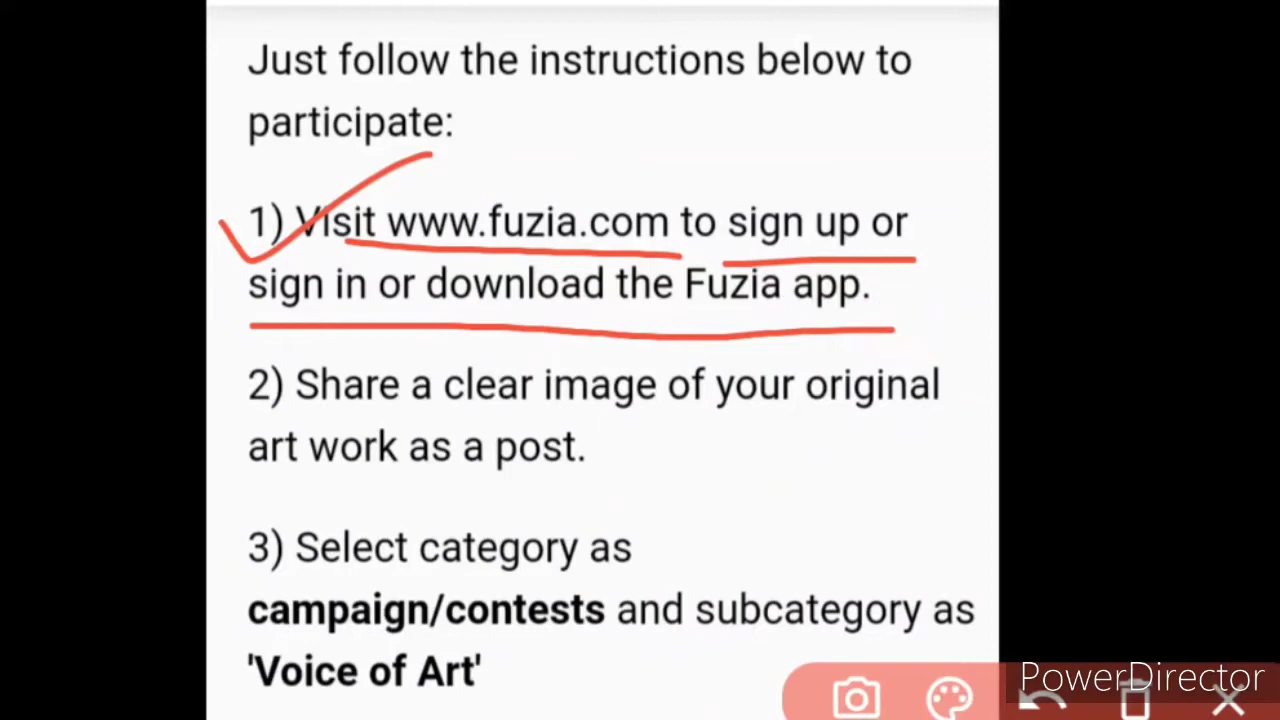 Just follow the instructions below to
participate:
1) Visit www.fuzia.com to sign up or
sign in or download the Fuzia app.
2) Share a clear image of your original
art work as a post.
3) Select category as
campaign/contests and subcategory as
'Voice of Art'
PowerDirector